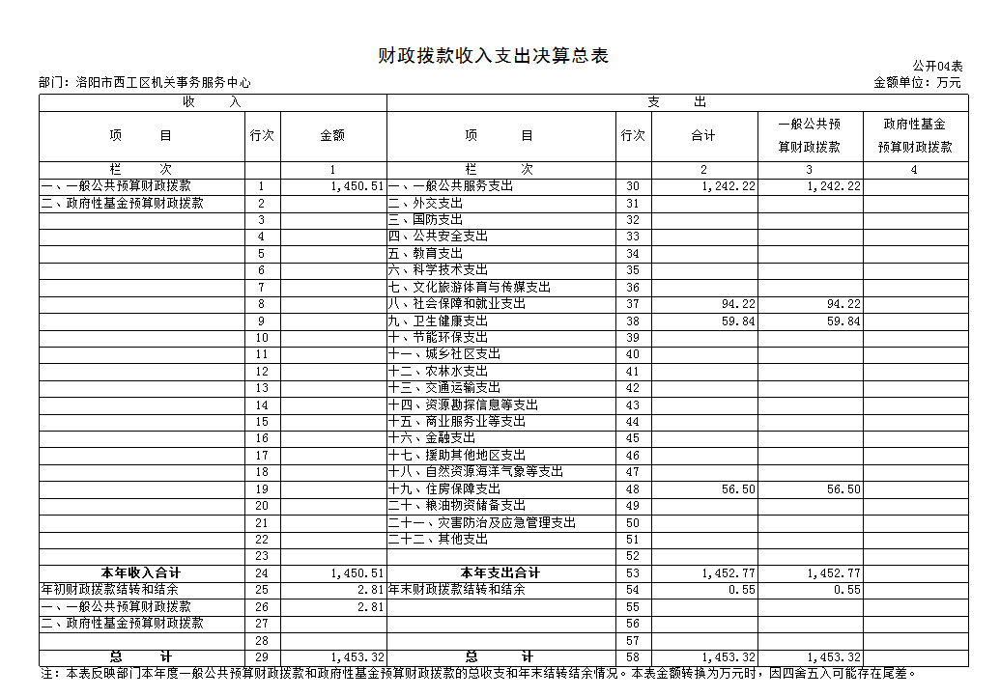 财政拨款收入支出决算总表
公开04表
部门：洛阳市西工区机关事务服务中心 金额单位：万元
收 入 支 出
项 目 行次 金额 项 目 行次 合计 一般公共预算财政拨款 政府性基金预算财政拨款
栏 次 1 栏 次 2 3 4
一、一般公共预算财政拨款 1 1,450.51 一、一般公共服务支出 30 1,242.22 1,242.22
二、政府性基金预算财政拨款 2 二、外交支出 31
3 三、国防支出 32
4 四、公共安全支出 33
5 五、教育支出 34
6 六、科学技术支出 35
7 七、文化旅游体育与传媒支出 36
8 八、社会保障和就业支出 37 94.22 94.22
9 九、卫生健康支出 38 59.84 59.84
10 十、节能环保支出 39
11 十一、城乡社区支出 40
12 十二、农林水支出 41
13 十三、交通运输支出 42
14 十四、资源勘探信息等支出 43
15 十五、商业服务业等支出 44
16 十六、金融支出 45
17 十七、援助其他地区支出 46
18 十八、自然资源海洋气象等支出 47
19 十九、住房保障支出 48 56.50 56.50
20 二十、粮油物资储备支出 49
21 二十一、灾害防治及应急管理支出 50
22 二十二、其他支出 51
23 52
本年收入合计 24 1,450.51 本年支出合计 53 1,452.77 1,452.77
年初财政拨款结转和结余 25 2.81 年末财政拨款结转和结余 54 0.55 0.55
一、一般公共预算财政拨款 26 2.81 55
二、政府性基金预算财政拨款 27 56
28 57
总 计 29 1,453.32 总 计 58 1,453.32 1,453.32
注：本表反映部门本年度一般公共预算财政拨款和政府性基金预算财政拨款的总收支和年末结转结余情况。本表金额转换为万元时，因四舍五入可能存在尾差。